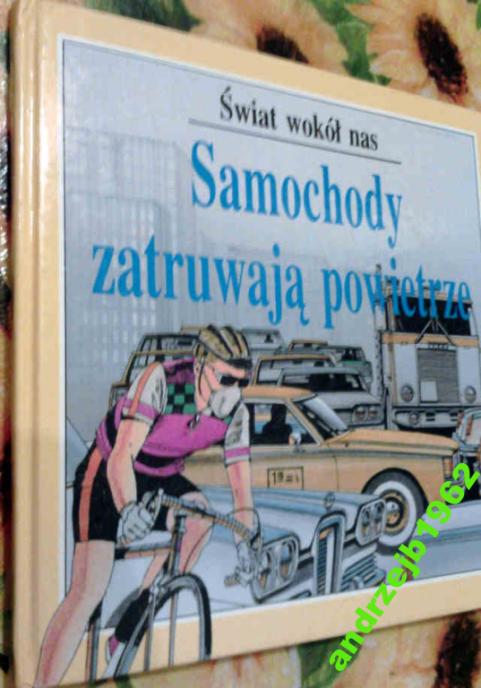 Świat wokół nas
Samochody
zatruwają powietrze
andrzejb1962